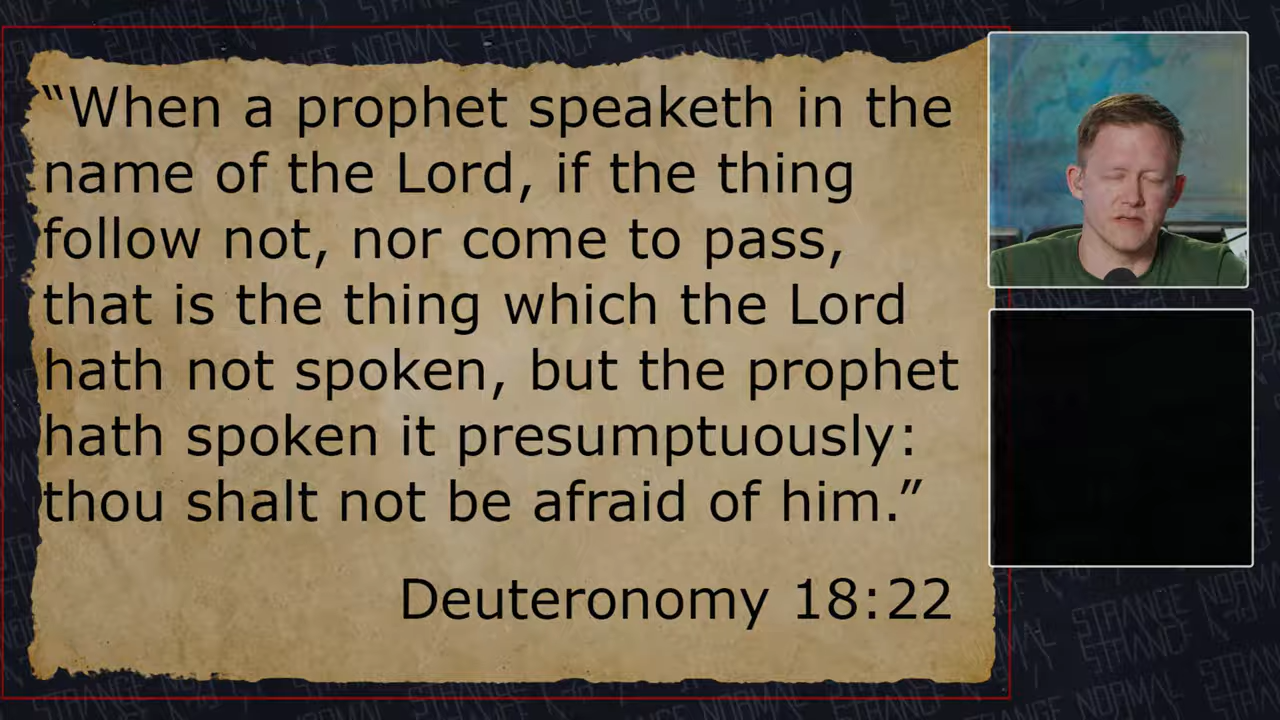 “When a prophet speaketh in the
name of the Lord, if the thing
follow not, nor come to pass,
that is the thing which the Lord
hath not spoken, but the prophet
hath spoken it presumptuously:
thou shalt not be afraid of him.”
Deuteronomy 18:22
STRANGE NORMAL